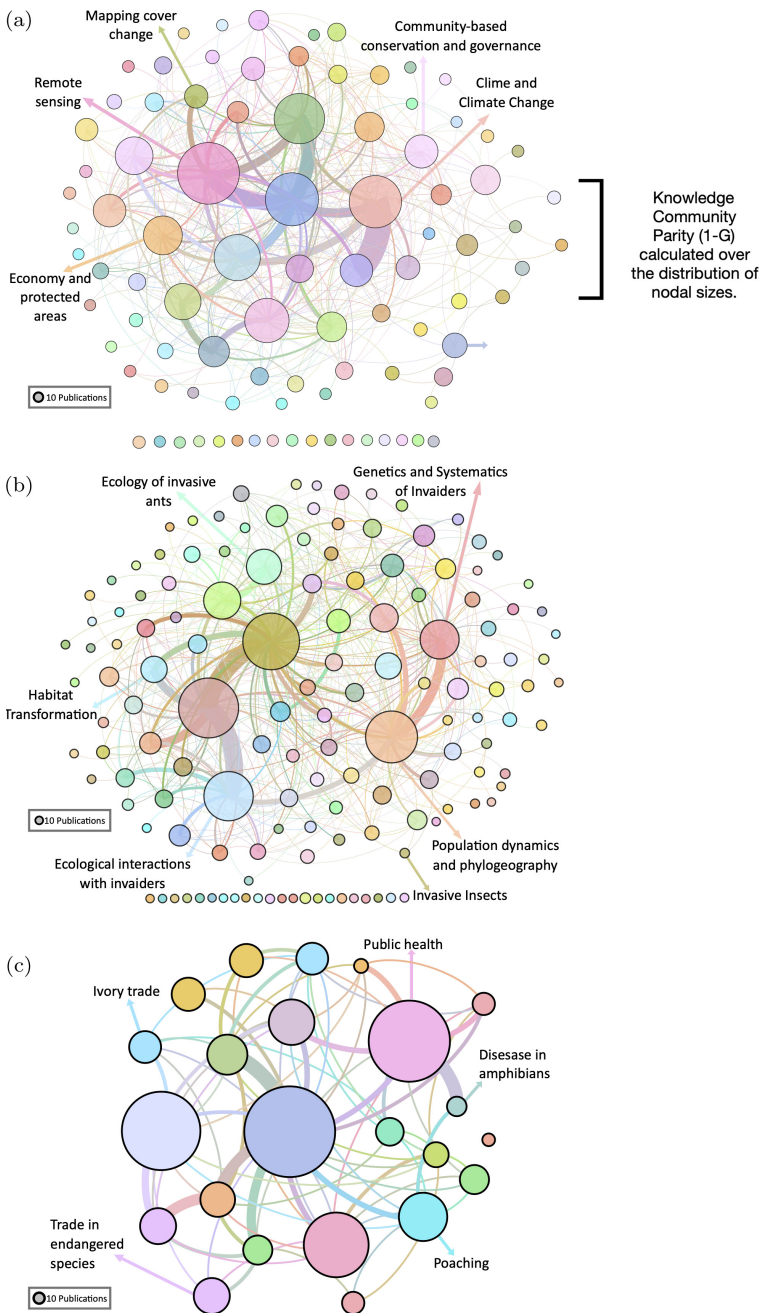 (a)
Mapping cover
change
Community-based
conservation and governance
Remote
sensing
Clime and
Climate Change
Knowledge
Community
Parity (1-G)
calculated over
the distribution of
nodal sizes.
Economy and
protected
areas
10 Publications
(b)
Ecology of invasive
ants
Genetics and Systematics
of Invaiders
Habitat
Transformation
10 Publications
Population dynamics
and phylogeography
Ecological interactions
with invaiders
Invasive Insects
(c)
Public health
Ivory trade
Disesase in
amphibians
Trade in
endangered
species
Poaching
10 Publications